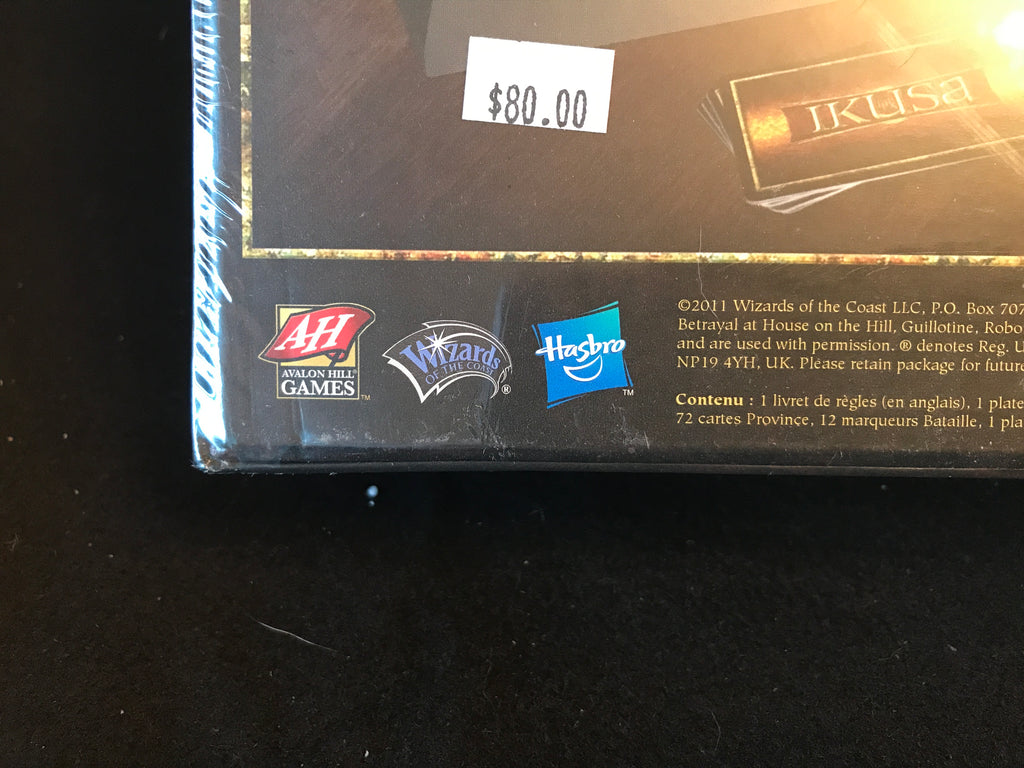 $80.00
IKUSA
AH
AVALON HILL®
GAMES™
Wizards
OF THE COAST®
Hasbro™
©2011 Wizards of the Coast LLC, P.O. Box 707
Betrayal at House on the Hill, Guillotine, Robo
and are used with permission. ® denotes Reg. U
NP19 4YH, UK. Please retain package for future
Contenu : 1 livret de règles (en anglais), 1 plate
72 cartes Province, 12 marqueurs Bataille, 1 pla